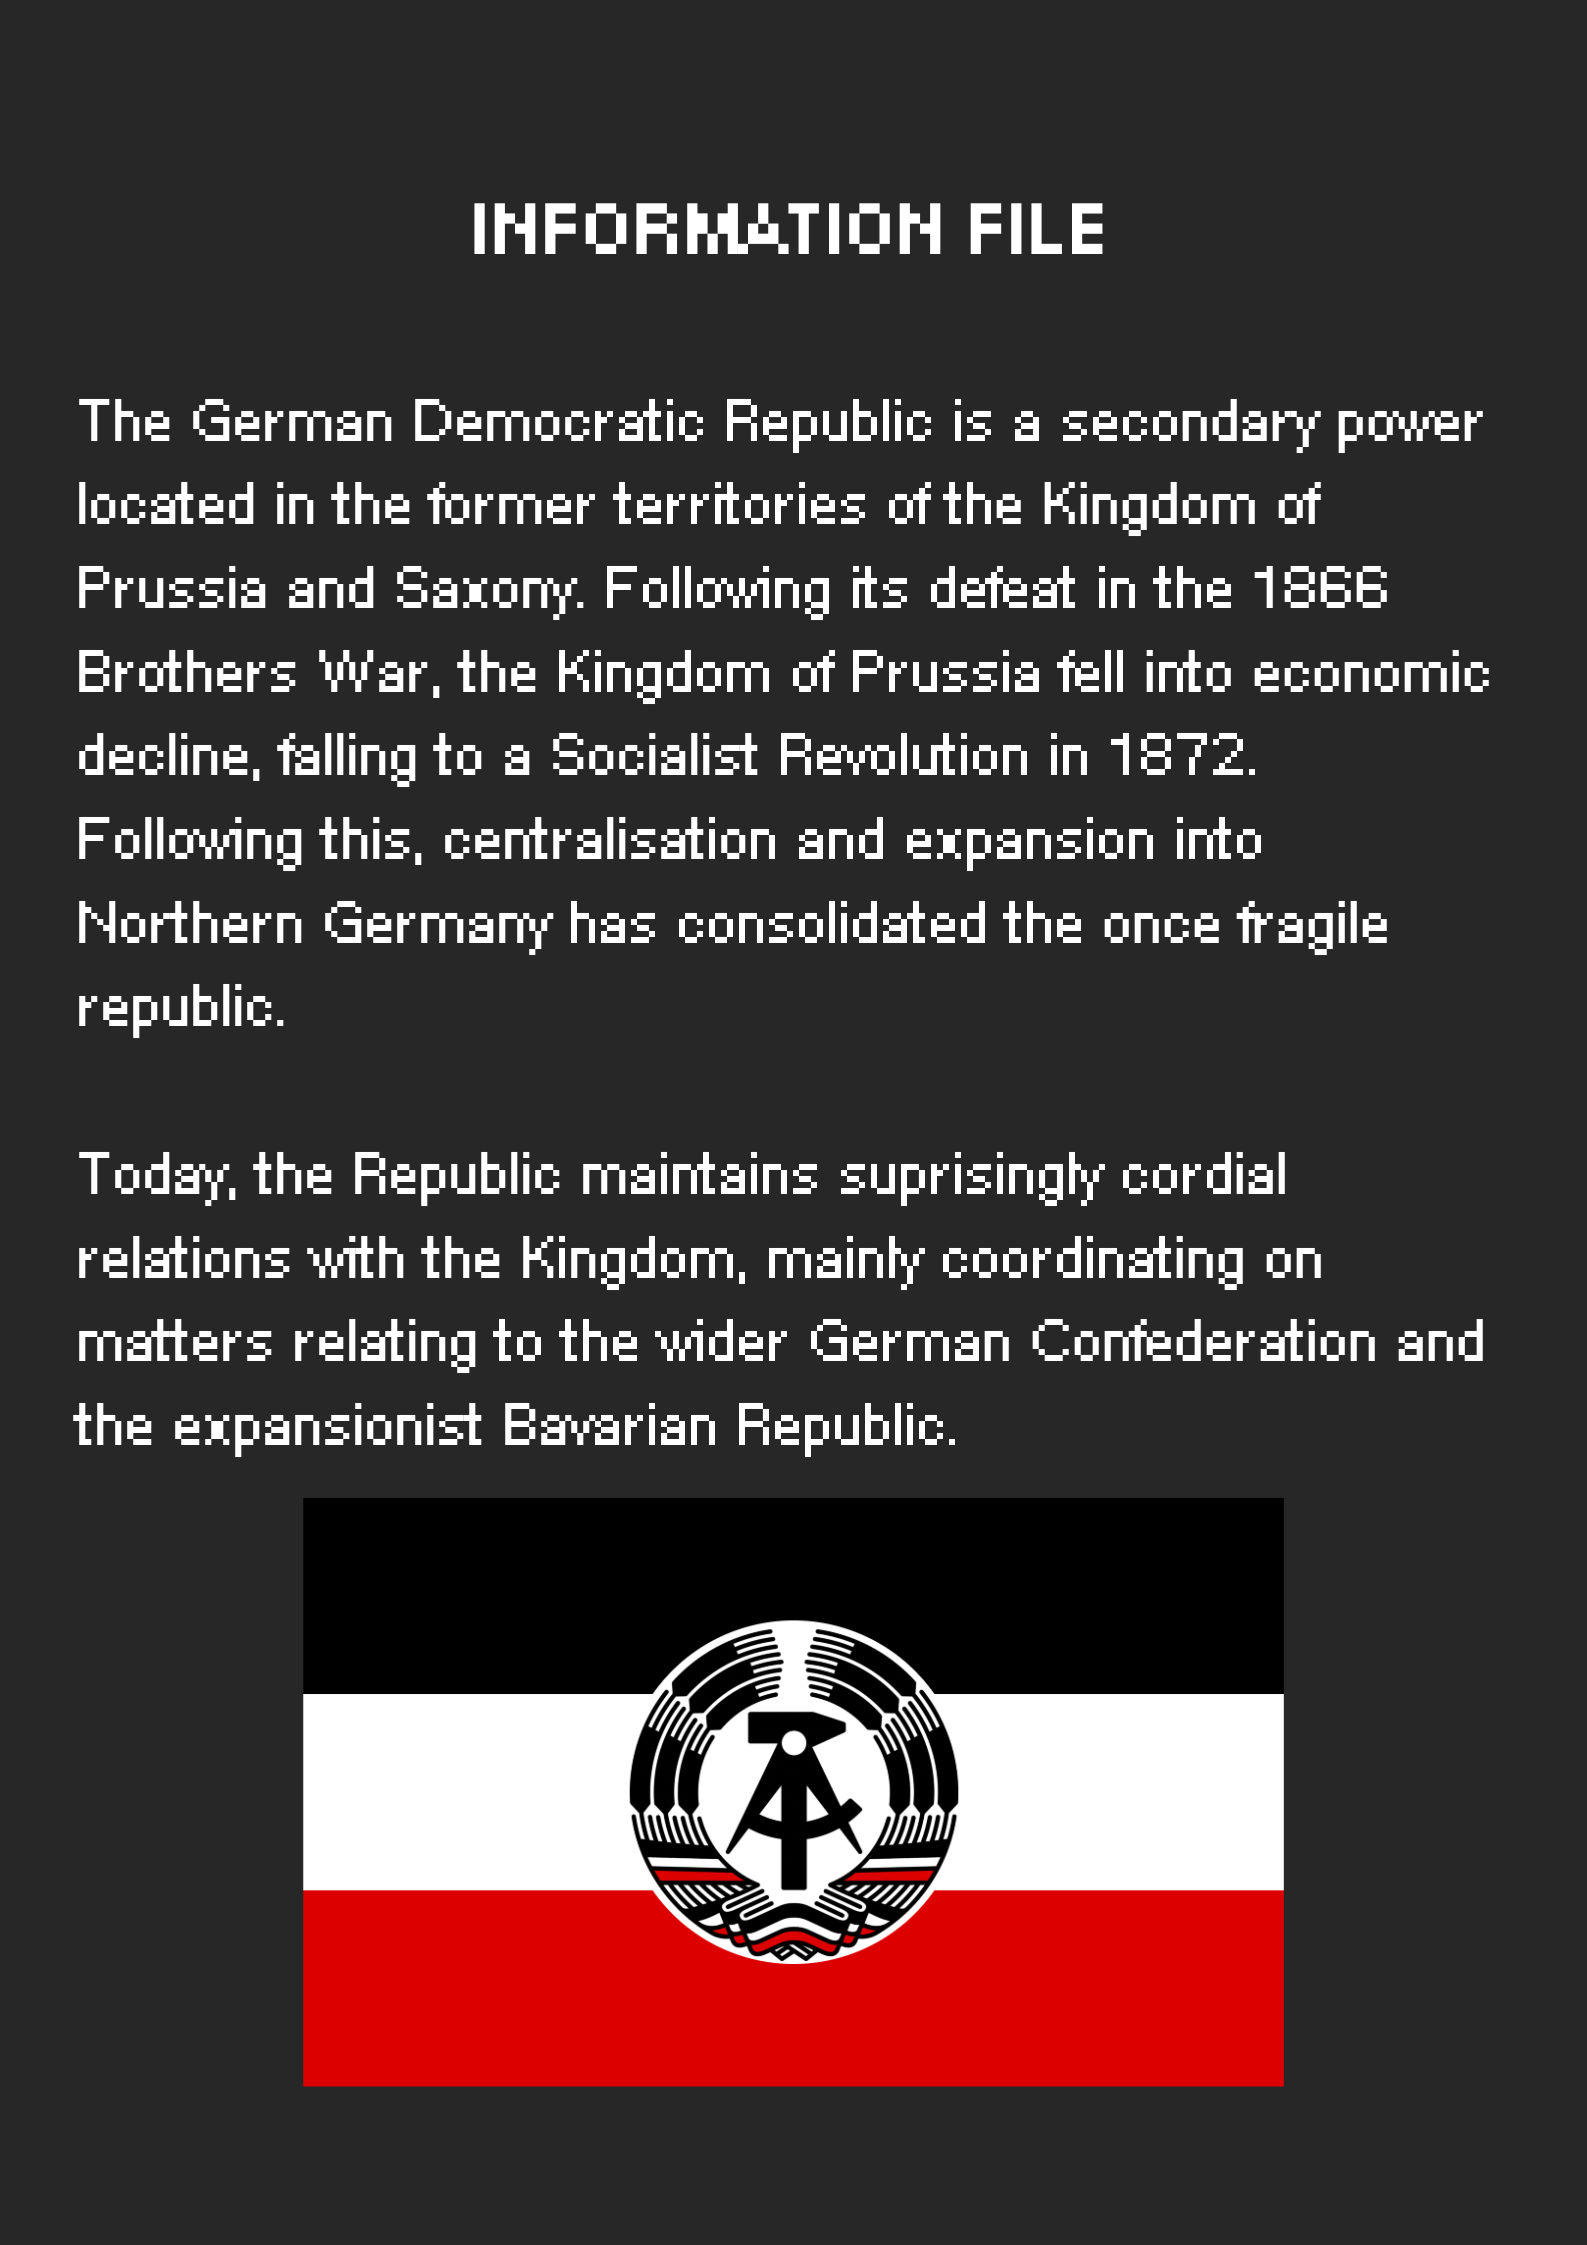 INFORMATION FILE
The German Democratic Republic is a secondary power
located in the former territories of the Kingdom of
Prussia and Saxony. Following its defeat in the 1866
Brothers War, the Kingdom of Prussia fell into economic
decline, falling to a Socialist Revolution in 1872.
Following this, centralisation and expansion into
Northern Germany has consolidated the once fragile
republic.
Today, the Republic maintains suprisingly cordial
relations with the Kingdom, mainly coordinating on
matters relating to the wider German Confederation and
the expansionist Bavarian Republic.